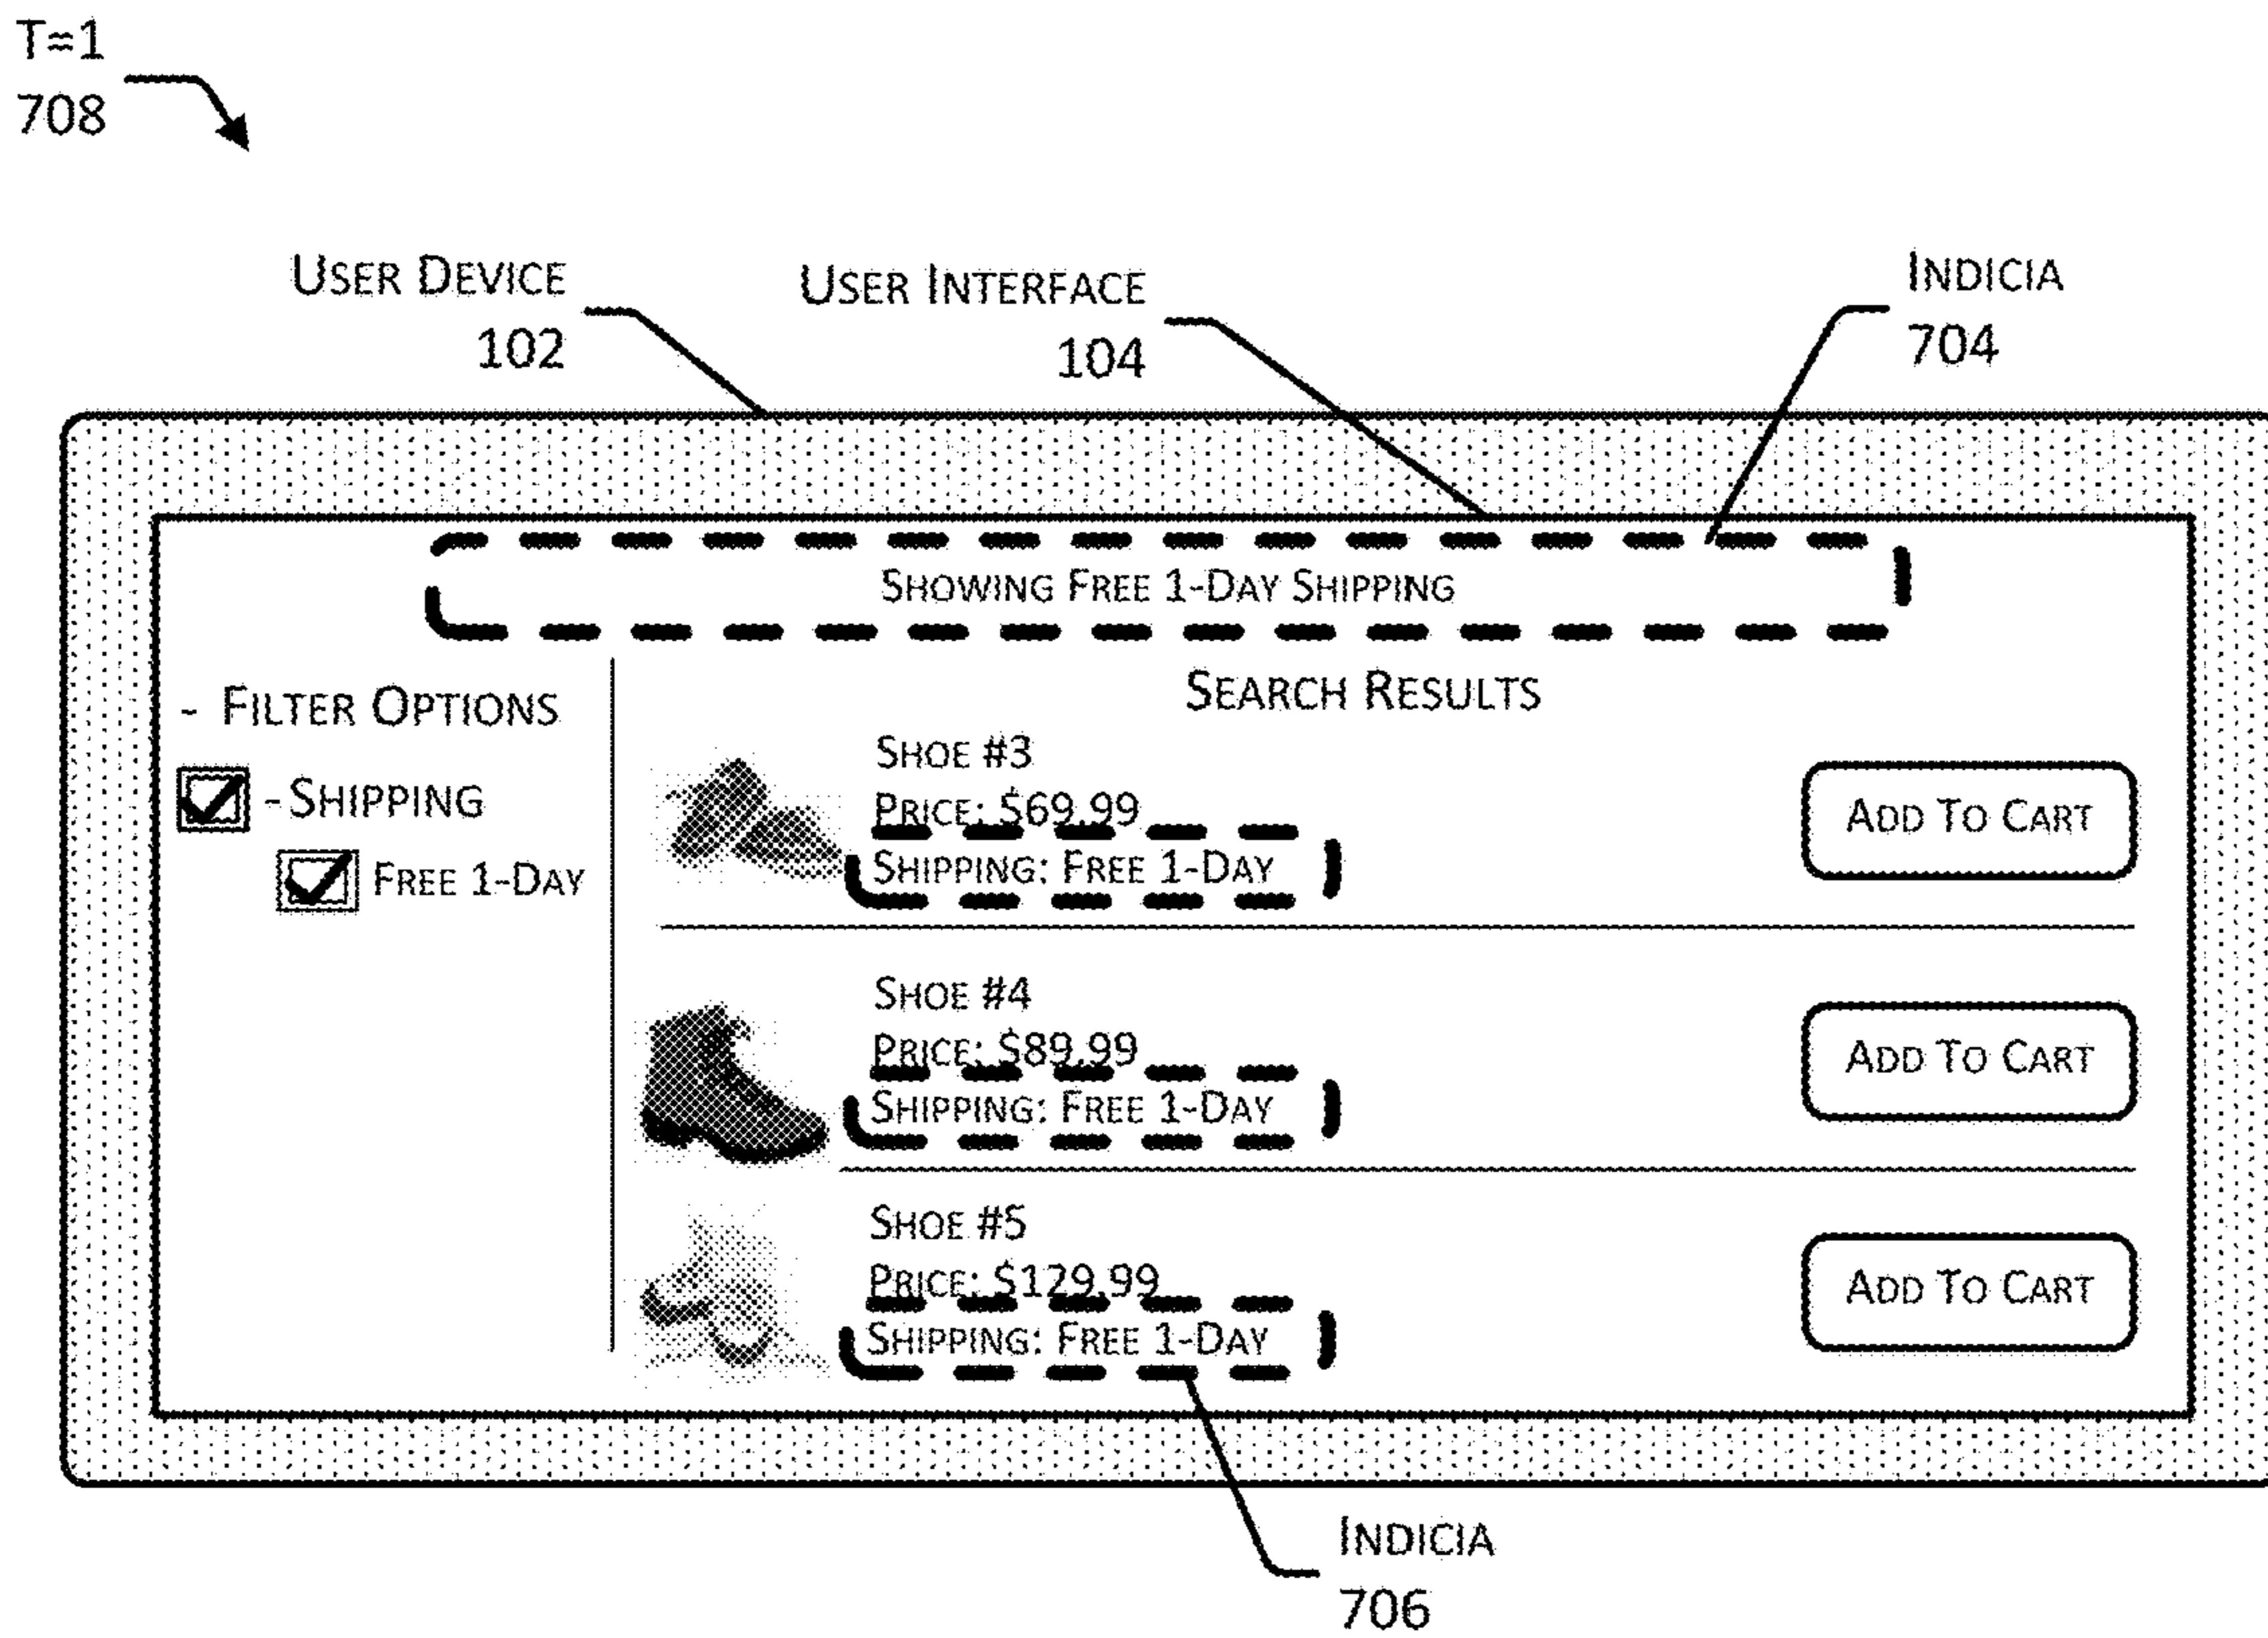 T=1
708
USER DEVICE
102
USER INTERFACE
104
INDICIA
704
SHOWING FREE 1-DAY SHIPPING
- FILTER OPTIONS
- SHIPPING
FREE 1-DAY
SEARCH RESULTS
SHOE #3
PRICE: $69.99
SHIPPING: FREE 1-DAY
ADD TO CART
SHOE #4
PRICE: $89.99
SHIPPING: FREE 1-DAY
ADD TO CART
SHOE #5
PRICE: $129.99
SHIPPING: FREE 1-DAY
ADD TO CART
INDICIA
706